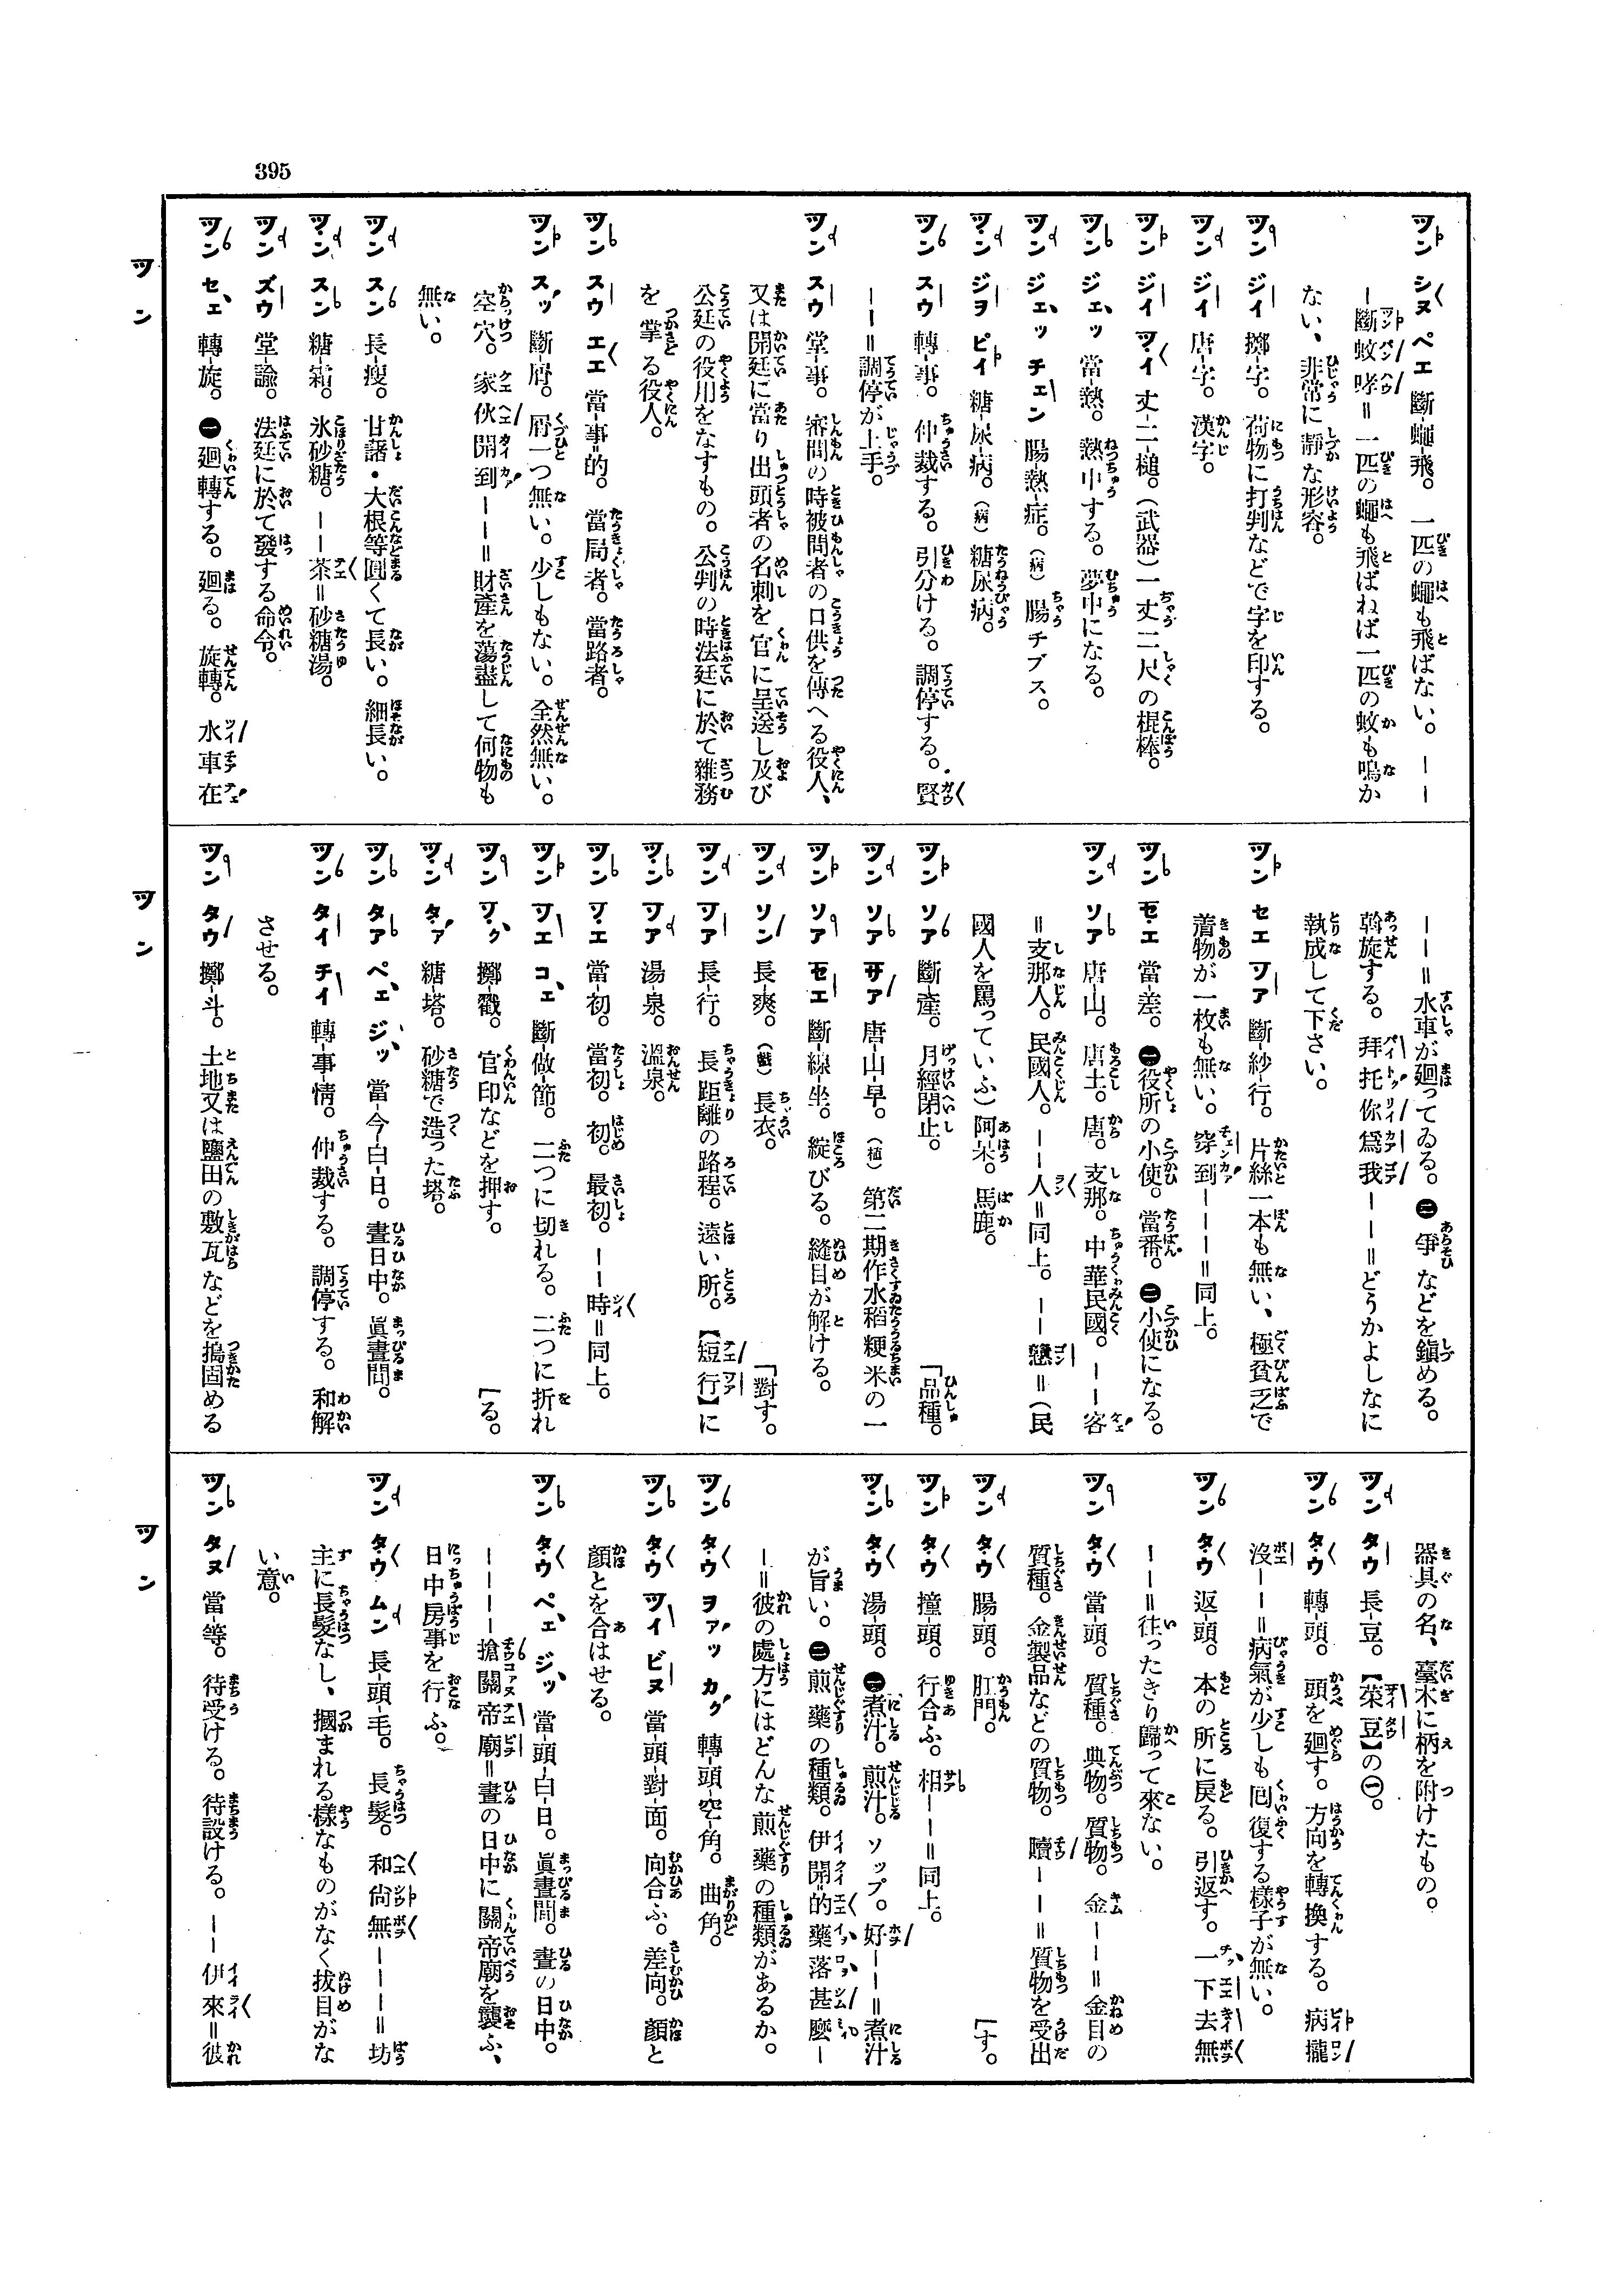 395
ツン シヌ ペエ 斷-蠅-飛。 一匹の蠅も飛ばない。――
―斷蚊哮=一匹の蠅も飛ばねば一匹の蚊も鳴か
ない、非常に靜かな形容。
ツン ジイ 擲-字。 荷物に打判などで字を印する。
ツン ジイ 唐-字。 漢字。
ツン ジイ ツイ 丈-二-槌。(武器)一丈二尺の棍棒。
ツン ジェッ 當-熱。 熱中する。夢中になる。
ツン ジェッ チェン 腸-熱-症。(病) 腸チブス。
ツン ジヲ ピイ 糖-尿-病。(病) 糖尿病。
ツン スウ 轉-事。 仲裁する。引分ける。調停する。賢
――=調停が上手。
ツン スウ 堂-事。 審問の時被問者の口供を傳へる役人、
又は開廷に當り出頭者の名刺を官に呈送し及び
公廷の役用をなすもの。公判の時法廷に於て雜務
を掌る役人。
ツン スウ エエ 當-事-的。 當局者。當路者。
ツン スッ 斷-屑。 屑一つ無い。少しもない。全然無い。
空穴。家伙開到――=財産を蕩盡して何物も
無い。
ツン スン 長-瘦。 甘藷・大根等圓くて長い。細長い。
ツン スン 糖-霜。 氷砂糖。――茶=砂糖湯。
ツン ズウ 堂-諭。 法廷に於て發する命令。
ツン セェ 轉-旋。 ㊀廻轉する。廻る。旋轉。水車在
――=水車が廻ってゐる。㊁爭などを鎭める。
斡旋する。拜托你爲我――=どうかよしなに
執成して下さい。
ツン セエ ツア 斷-紗-行。 片絲一本も無い、極貧乏で
着物が一枚も無い。穿到―――=同上。
ツン セエ 當-差。 ㊀役所の小使。當番。㊁小使になる。
ツン ソア 唐-山。 唐土。唐。支那。中華民國。――客
=支那人。民國人。――人=同上。――戇=(民
國人を罵っていふ)阿呆。馬鹿。
ツン ソア 斷-產。 月經閉止。
「品種。
ツン ソア サア 唐-山-早。(植) 第二期作水稻粳米の一
ツン ソア セエ 斷-線-坐。 綻びる。縫目が解ける。
ツン ソン 長-爽。 長衣。
「對す。
ツン ツア 長-行。 長距離の路程。遠い所。【短行】に
ツン ツア 湯-泉。 溫泉。
ツン ツエ 當-初。 當初。初。最初。――時=同上。
ツン ツエ コェ 斷-做-節。 二つに切れる。二つに折れ
「る。
ツン ツク 擲-戳。 官印などを押す。
ツン タァ 糖-塔。 砂糖で造った塔。
ツン タア ペェ ジッ 當-今-白-日。 晝日中。眞晝間。
ツン タイ チイ 轉-事-情。 仲裁する。調停する。和解
させる。
ツン タウ 擲-斗。 土地又は鹽田の敷瓦などを搗固める
器具の名、臺木に柄を附けたもの。
ツン タウ 長-豆。【菜豆】の㊀。
ツン タウ 轉-頭。 頭を廻す。方向を轉換する。病攏
沒――=病氣が少しも囘復する樣子が無い。
ツン タウ 返-頭。 本の所に戾る。引返す。一下去無
――=往ったきり歸って來ない。
ツン タウ 當-頭。 質種。典物。質物。金――=金目の
質種。金製品などの質物。贖――=質物を受出
「す。
ツン タウ 腸-頭。 肛門。
ツン タウ 撞-頭。 行合ふ。相――=同上。
ツン タウ 湯-頭。 ㊀煮汁。煎汁。ソップ。好――=煮汁
が旨い。㊁煎藥の種類。伊開的藥落甚麽―
―=彼の處方にはどんな煎藥の種類があるか。
ツン タウ ヲァッ カク 轉-頭-空-角。 曲角。
ツン タウ ツイ ビヌ 當-頭-對-面。 向合ふ。差向。顏と
顏とを合はせる。
ツン タウ ペェ ジッ 當-頭-白-日。 眞晝間。晝の日中。
――――搶關帝廟=晝の日中に關帝廟を襲ふ、
日中房事を行ふ。
ツン タウ ムン 長-頭-毛。 長髮。和尙無―――=坊
主に長髮なし、摑まれる樣なものがなく拔目がな
い意。
ツン タヌ 當-等。 待受ける。待設ける。――伊來=彼
ツン
ツン
ツン